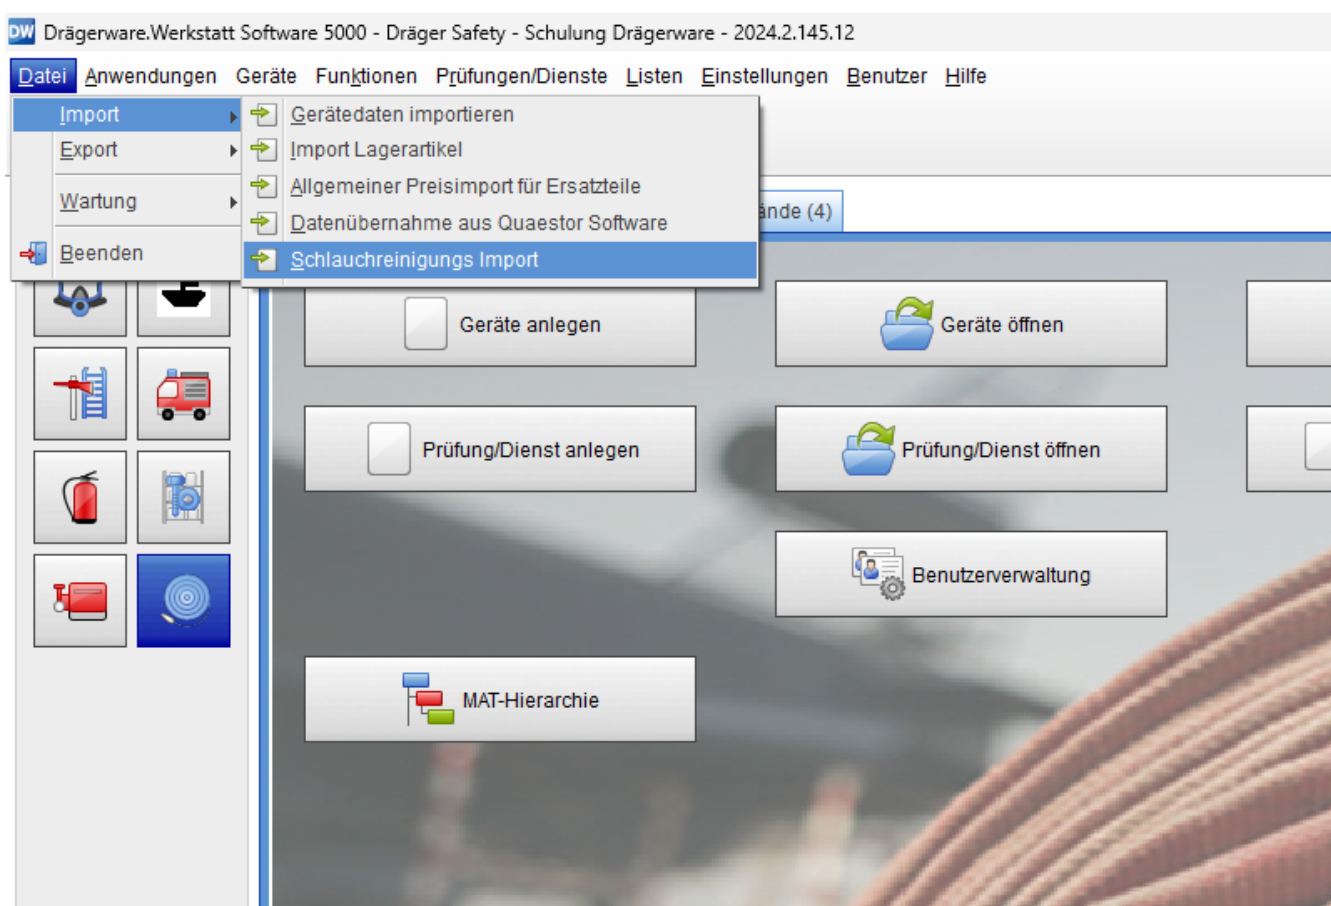 DW Drägerware.Werkstatt Software 5000 - Dräger Safety - Schulung Drägerware - 2024.2.145.12
Datei Anwendungen Geräte Funktionen Prüfungen/Dienste Listen Einstellungen Benutzer Hilfe
Import
Export
Wartung
Beenden
Gerätedaten importieren
Import Lagerartikel
Allgemeiner Preisimport für Ersatzteile
Datenübernahme aus Quaestor Software
Schlauchreinigungs Import
ände (4)
Geräte anlegen
Geräte öffnen
Prüfung/Dienst anlegen
Prüfung/Dienst öffnen
Benutzerverwaltung
MAT-Hierarchie